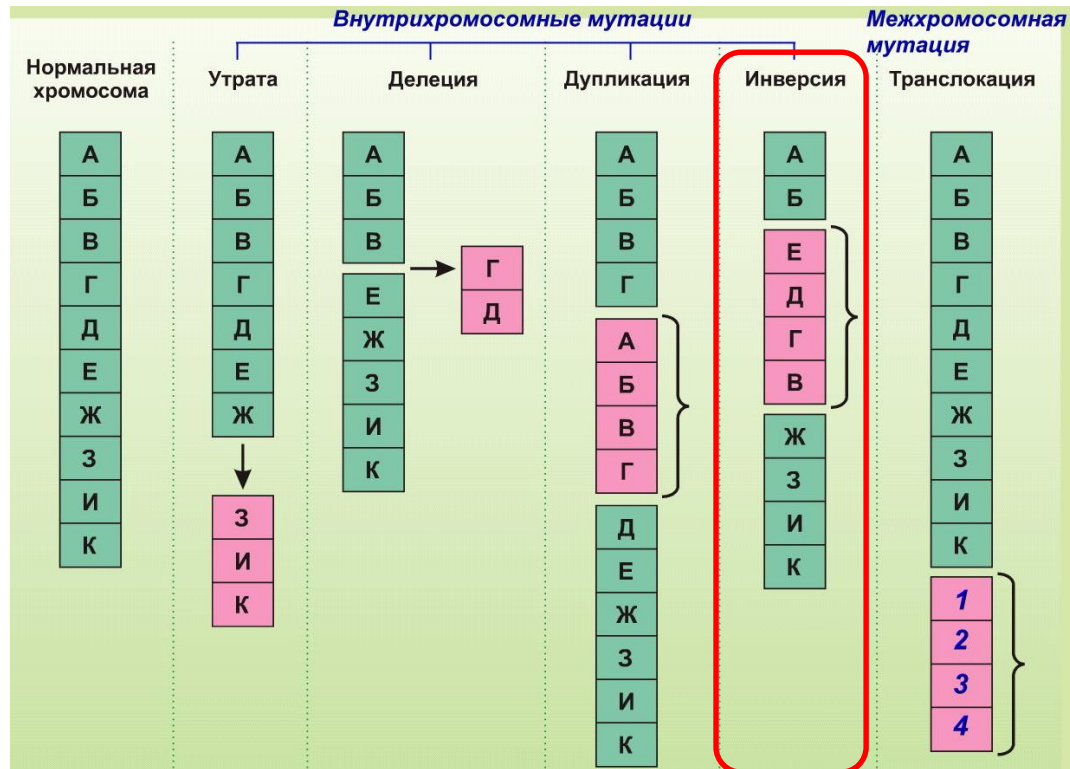 Внутрихромосомные мутации
Межхромосомная
мутация
Нормальная
хромосома
Утрата
Делеция
Дупликация
Инверсия
Транслокация
А
Б
В
Г
Д
Е
Ж
З
И
К
А
Б
В
Г
Д
Е
Ж
З
И
К
А
Б
В
Е
Ж
З
И
К
Г
Д
А
Б
В
Г
А
Б
В
Г
Д
Е
Ж
З
И
К
А
Б
Е
Д
Г
В
Ж
З
И
К
А
Б
В
Г
Д
Е
Ж
З
И
К
1
2
3
4